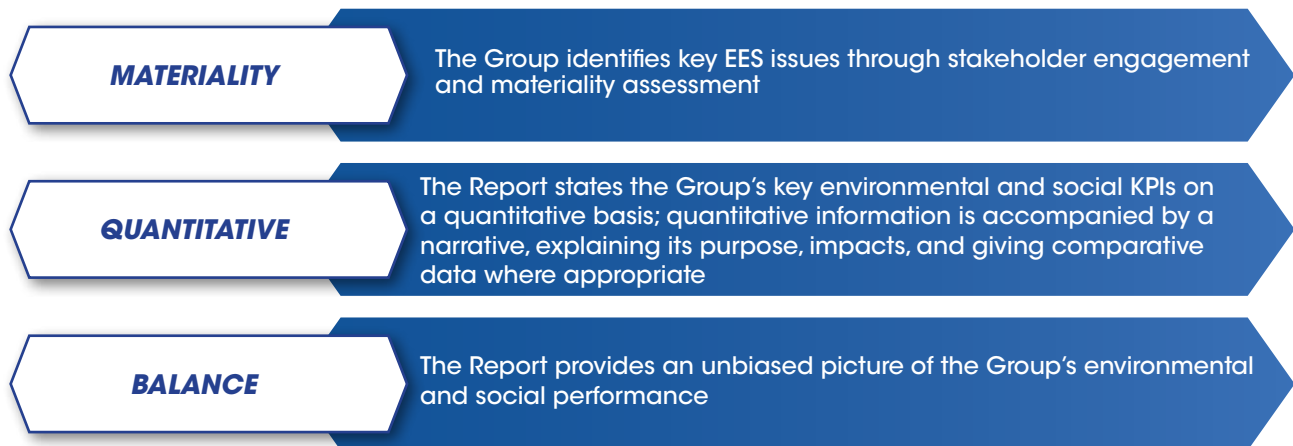 MATERIALITY
The Group identifies key EES issues through stakeholder engagement
and materiality assessment
QUANTITATIVE
The Report states the Group's key environmental and social KPIs on
a quantitative basis; quantitative information is accompanied by a
narrative, explaining its purpose, impacts, and giving comparative
data where appropriate
BALANCE
The Report provides an unbiased picture of the Group's environmental
and social performance